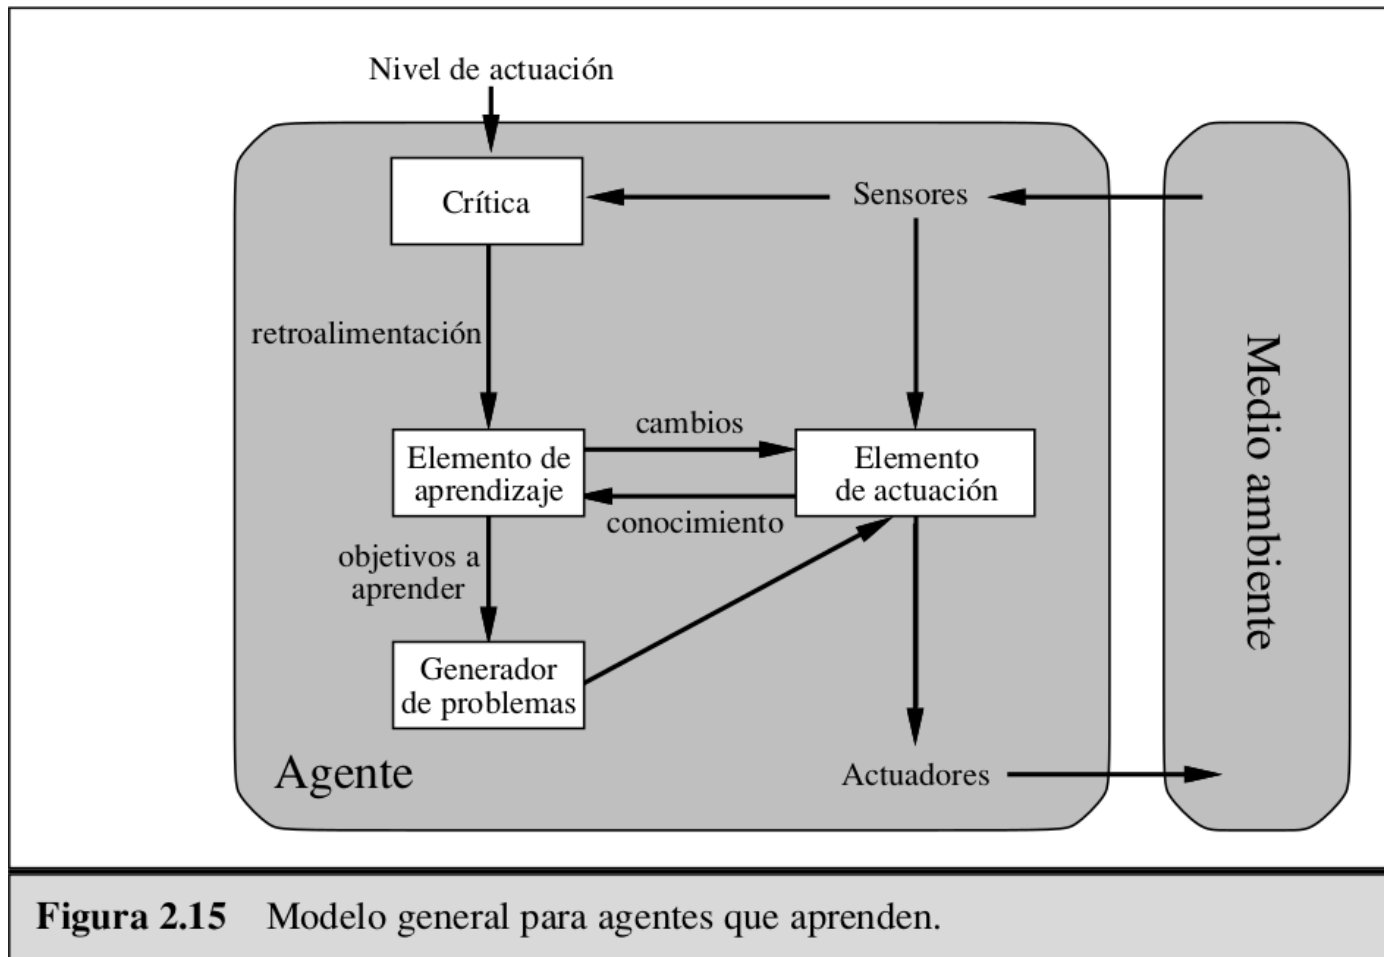 Nivel de actuación
Crítica
Sensores
retroalimentación
cambios
Elemento de
aprendizaje
Elemento
de actuación
conocimiento
objetivos a
aprender
Generador
de problemas
Agente
Actuadores
Medio ambiente
Figura 2.15 Modelo general para agentes que aprenden.